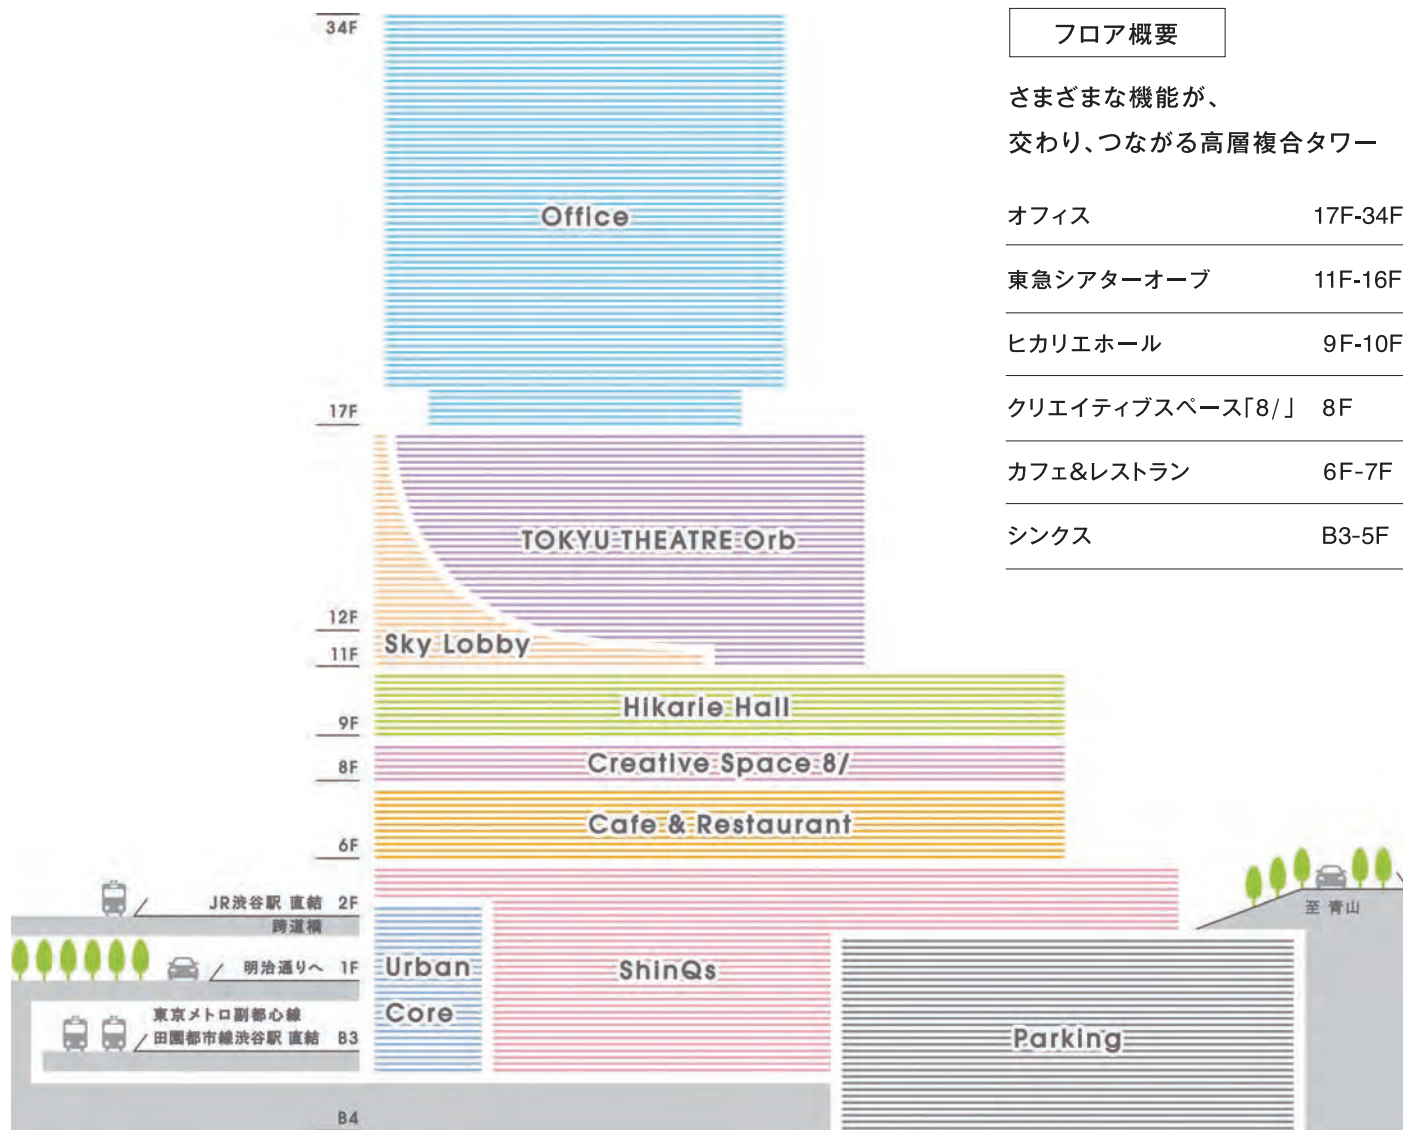 34F
Office
17F
TOKYU THEATRE Orb
12F
Sky Lobby
11F
Hikarie Hall
9F
Creative Space 8/
8F
Cafe & Restaurant
6F
JR渋谷駅 直結 2F
跨道橋
明治通りへ 1F
東京メトロ副都心線
田園都市線渋谷駅 直結 B3
B4
Urban
Core
ShinQs
Parking
至 青山
フロア概要
さまざまな機能が、
交わり、つながる高層複合タワー
オフィス 17F-34F
東急シアターオーブ 11F-16F
ヒカリエホール 9F-10F
クリエイティブスペース「8/」 8F
カフェ&レストラン 6F-7F
シンクス B3-5F